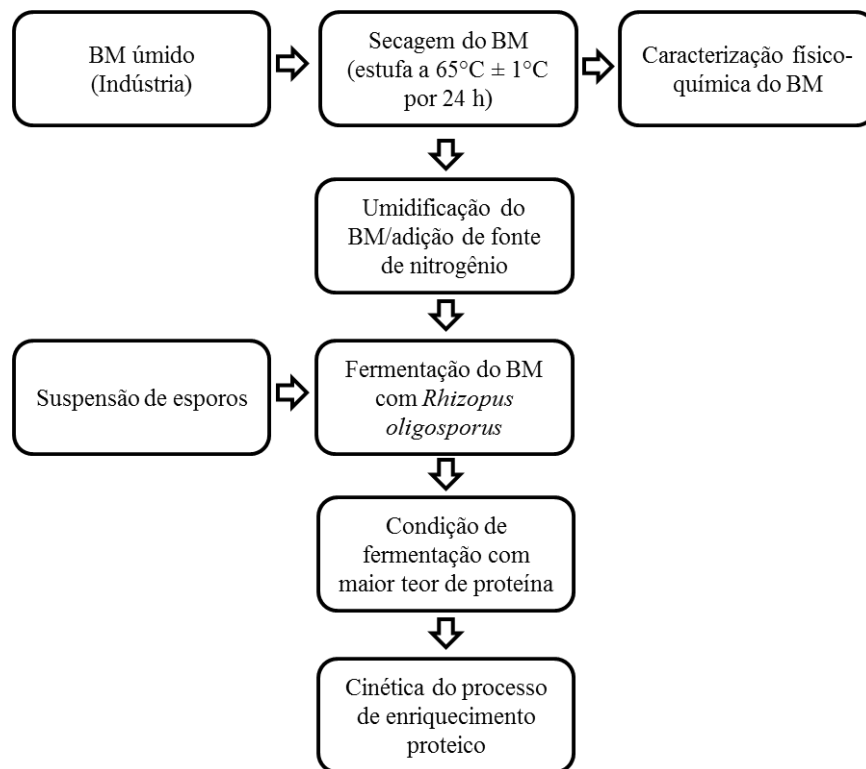 BM úmido
(Indústria)
Secagem do BM
(estufa a 65°C ± 1°C
por 24 h)
Caracterização físico-
química do BM
Umidificação do
BM/adição de fonte
de nitrogênio
Suspensão de esporos
Fermentação do BM
com Rhizopus
oligosporus
Condição de
fermentação com
maior teor de proteína
Cinética do processo
de enriquecimento
proteico